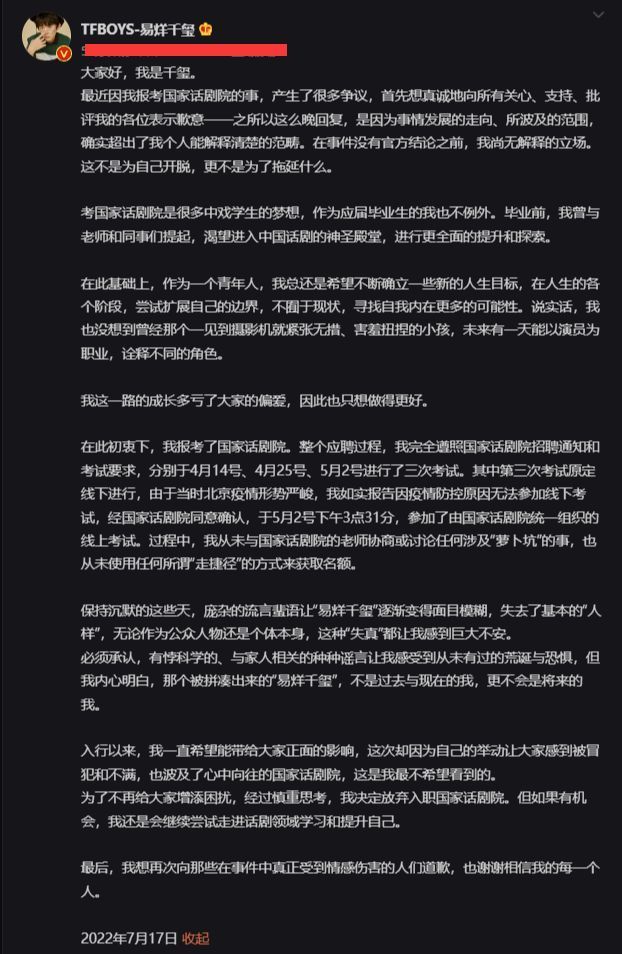 TFBOYS-易烊千玺
大家好，我是千玺。
最近因我报考国家话剧院的事，产生了很多争议，首先想真诚地向所有关心、支持、批
评我的各位表示歉意——之所以这么晚回复，是因为事情发展的走向、所波及的范围，
确实超出了我个人能解释清楚的范畴。在事件没有官方结论之前，我尚无解释的立场。
这不是为自己开脱，更不是为了拖延什么。
考国家话剧院是很多中戏学生的梦想，作为应届毕业生的我也不例外。毕业前，我曾与
老师和同事们提起，渴望进入中国话剧的神圣殿堂，进行更全面的提升和探索。
在此基础上，作为一个青年人，我总还是希望不断确立一些新的人生目标，在人生的各
个阶段，尝试扩展自己的边界，不囿于现状，寻找自我内在更多的可能性。说实话，我
也没想到曾经那个一见到摄影机就紧张无措、害羞扭捏的小孩，未来有一天能以演员为
职业，诠释不同的角色。
我这一路的成长多亏了大家的偏爱，因此也只想做得更好。
在此初衷下，我报考了国家话剧院。整个应聘过程，我完全遵照国家话剧院招聘通知和
考试要求，分别于4月14号、4月25号、5月2号进行了三次考试。其中第三次考试原定
线下进行，由于当时北京疫情形势严峻，我如实报告因疫情防控原因无法参加线下考
试，经国家话剧院同意确认，于5月2号下午3点31分，参加了由国家话剧院统一组织的
线上考试。过程中，我从未与国家话剧院的老师协商或讨论任何涉及“萝卜坑”的事，也
从未使用任何所谓“走捷径”的方式来获取名额。
保持沉默的这些天，庞杂的流言蜚语让“易烊千玺”逐渐变得面目模糊，失去了基本的“人
样”，无论作为公众人物还是个体本身，这种“失真”都让我感到巨大不安。
必须承认，有悖科学的、与家人相关的种种谣言让我感受到从未有过的荒诞与恐惧，但
我内心明白，那个被拼凑出来的“易烊千玺”，不是过去与现在的我，更不会是将来的
我。
入行以来，我一直希望能带给大家正面的影响，这次却因为自己的举动让大家感到被冒
犯和不满，也波及了心中向往的国家话剧院，这是我最不希望看到的。
为了不再给大家增添困扰，经过慎重思考，我决定放弃入职国家话剧院。但如果有机
会，我还是会继续尝试走进话剧领域学习和提升自己。
最后，我想再次向那些在事件中真正受到情感伤害的人们道歉，也谢谢相信我的每一个
人。
2022年7月17日 收起